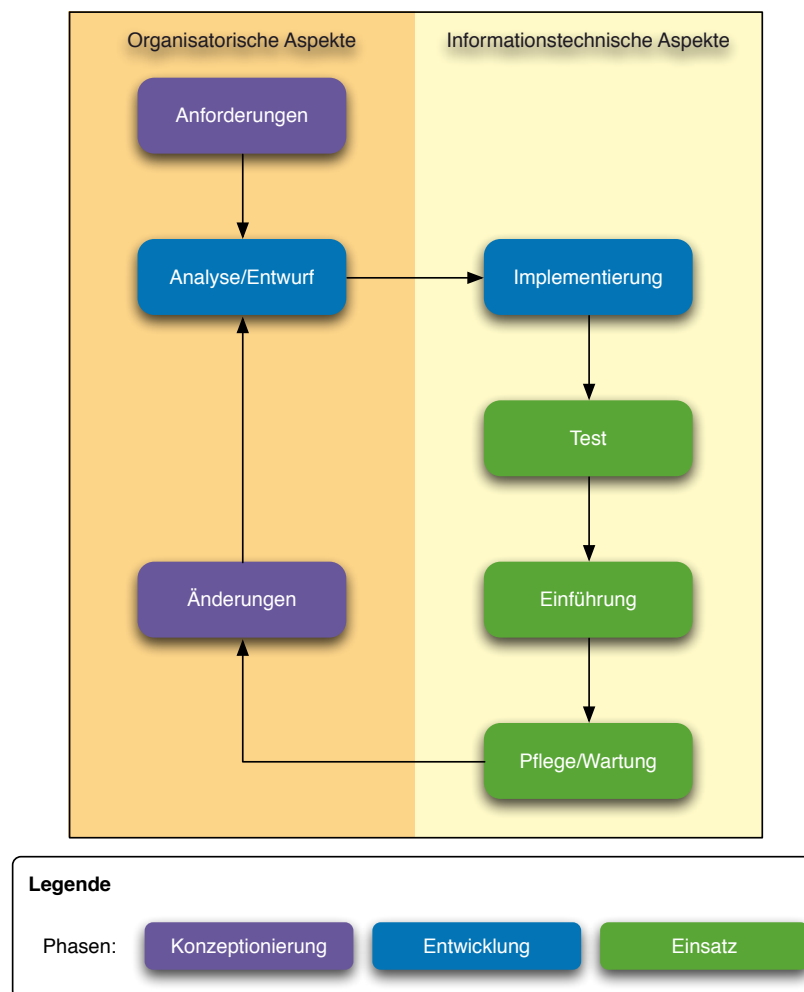 Organisatorische Aspekte
Informationstechnische Aspekte
Anforderungen
Analyse/Entwurf
Implementierung
Test
Änderungen
Einführung
Pflege/Wartung
Legende
Phasen:
Konzeptionierung
Entwicklung
Einsatz